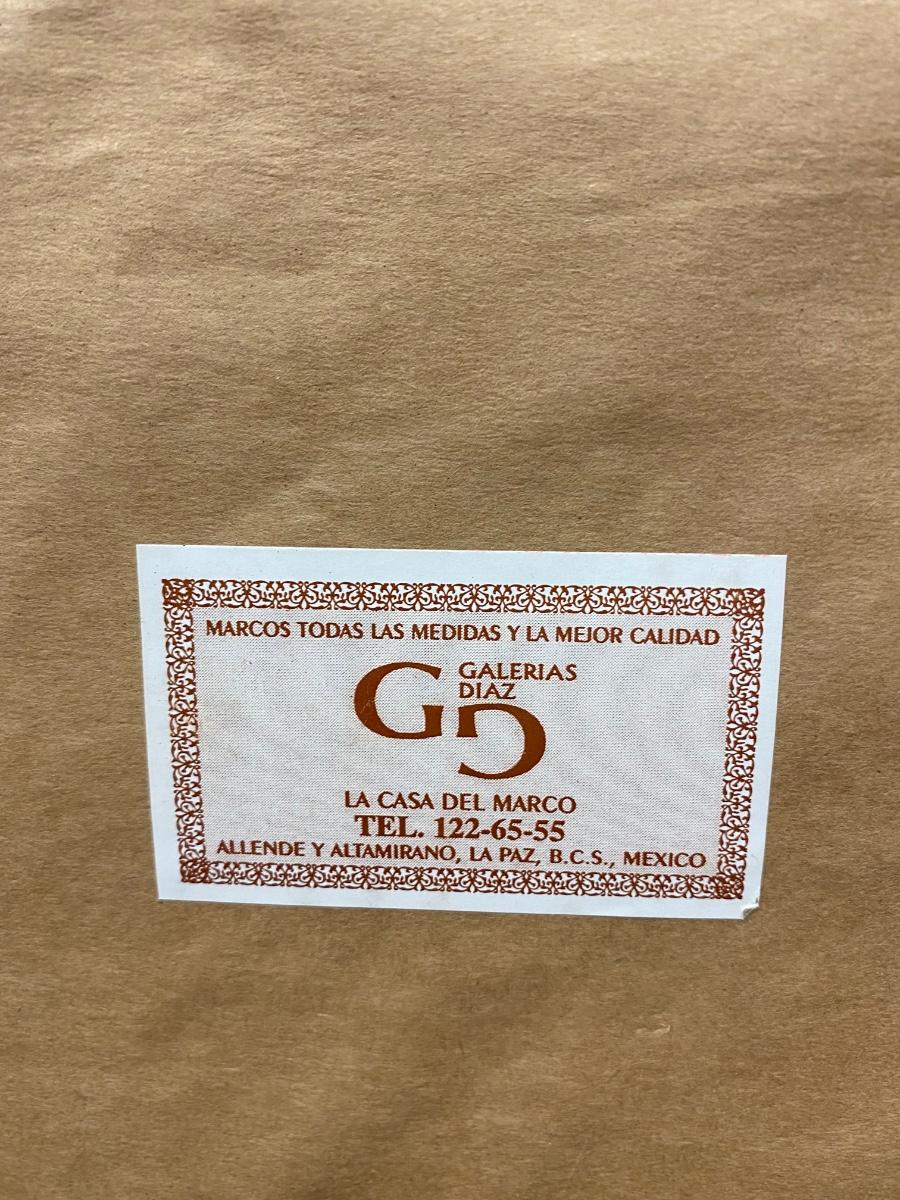 MARCOS TODAS LAS MEDIDAS Y LA MEJOR CALIDAD
GALERIAS
DIAZ
LA CASA DEL MARCO
TEL. 122-65-55
ALLENDE Y ALTAMIRANO, LA PAZ, B.C.S., MEXICO